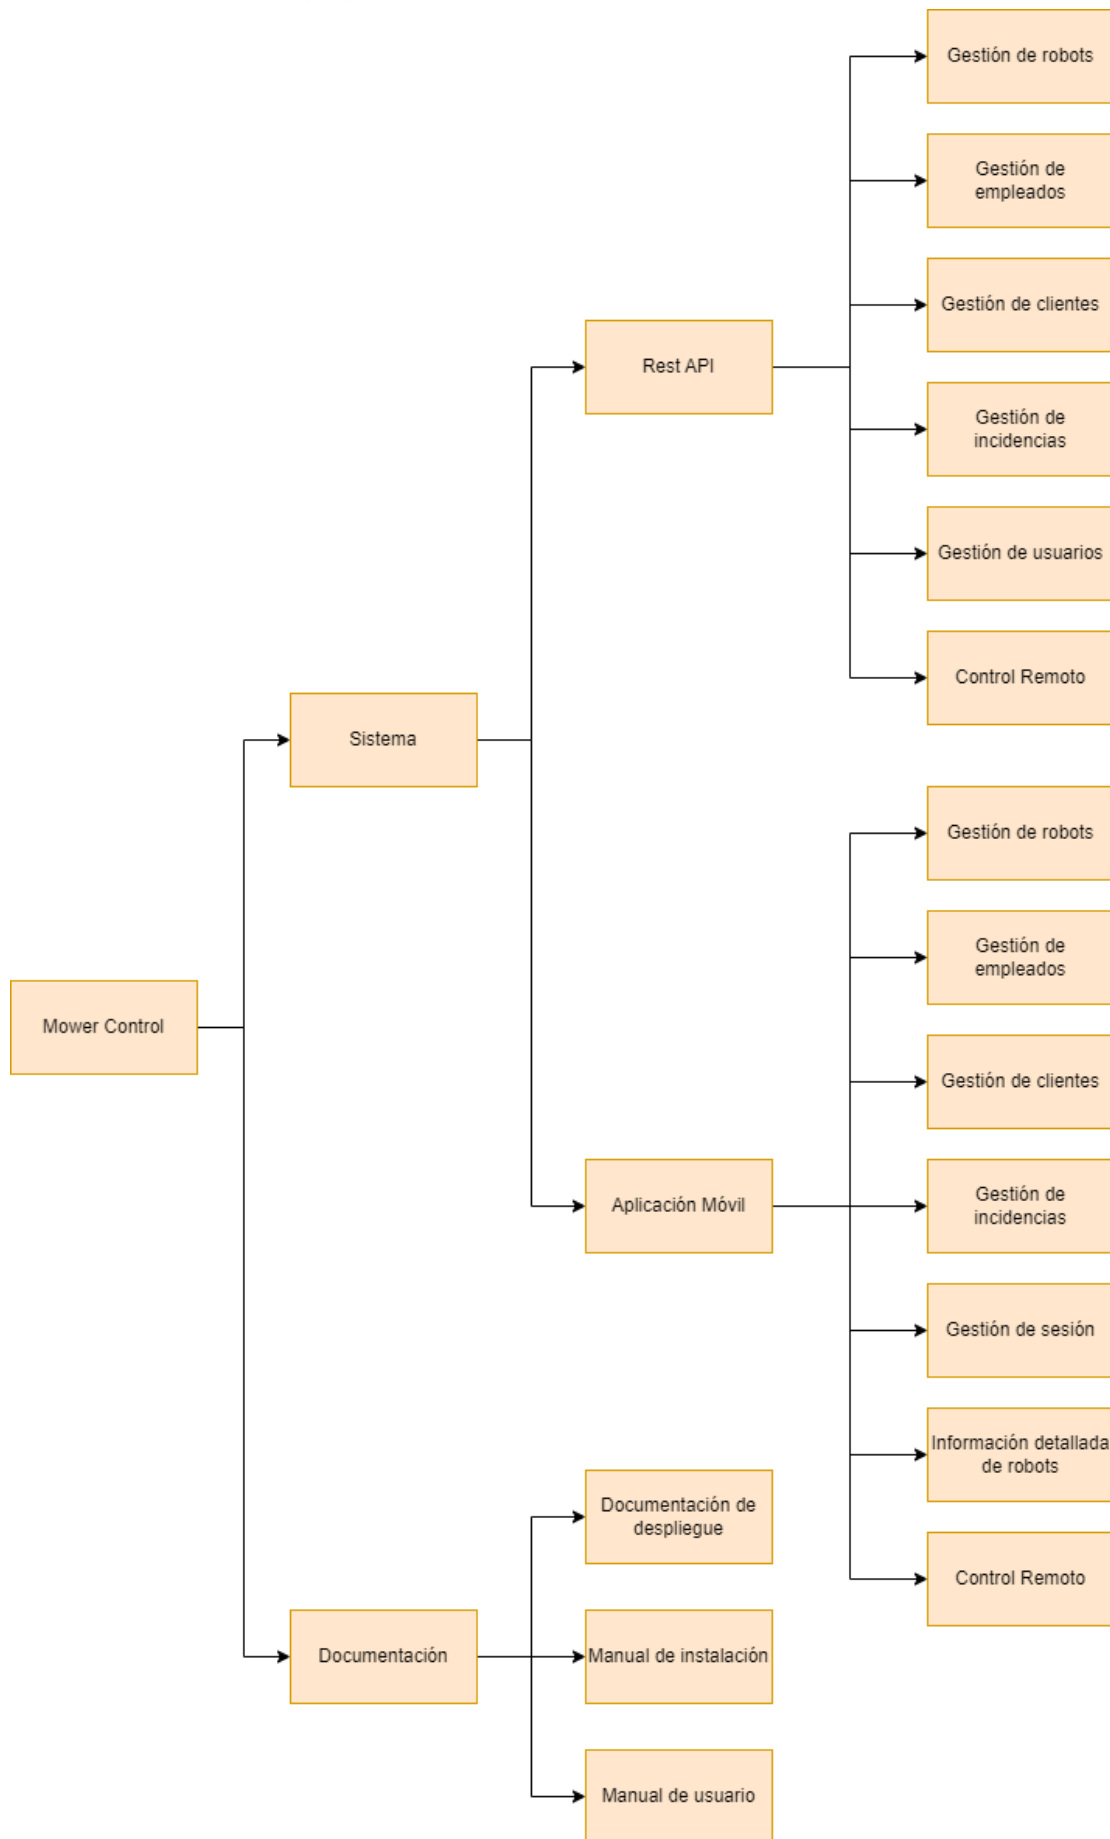 Gestión de robots
Gestión de
empleados
Gestión de clientes
Rest API
Gestión de
incidencias
Gestión de usuarios
Control Remoto
Sistema
Gestión de robots
Gestión de
empleados
Mower Control
Gestión de clientes
Aplicación Móvil
Gestión de
incidencias
Gestión de sesión
Información detallada
de robots
Documentación de
despliegue
Control Remoto
Documentación
Manual de instalación
Manual de usuario